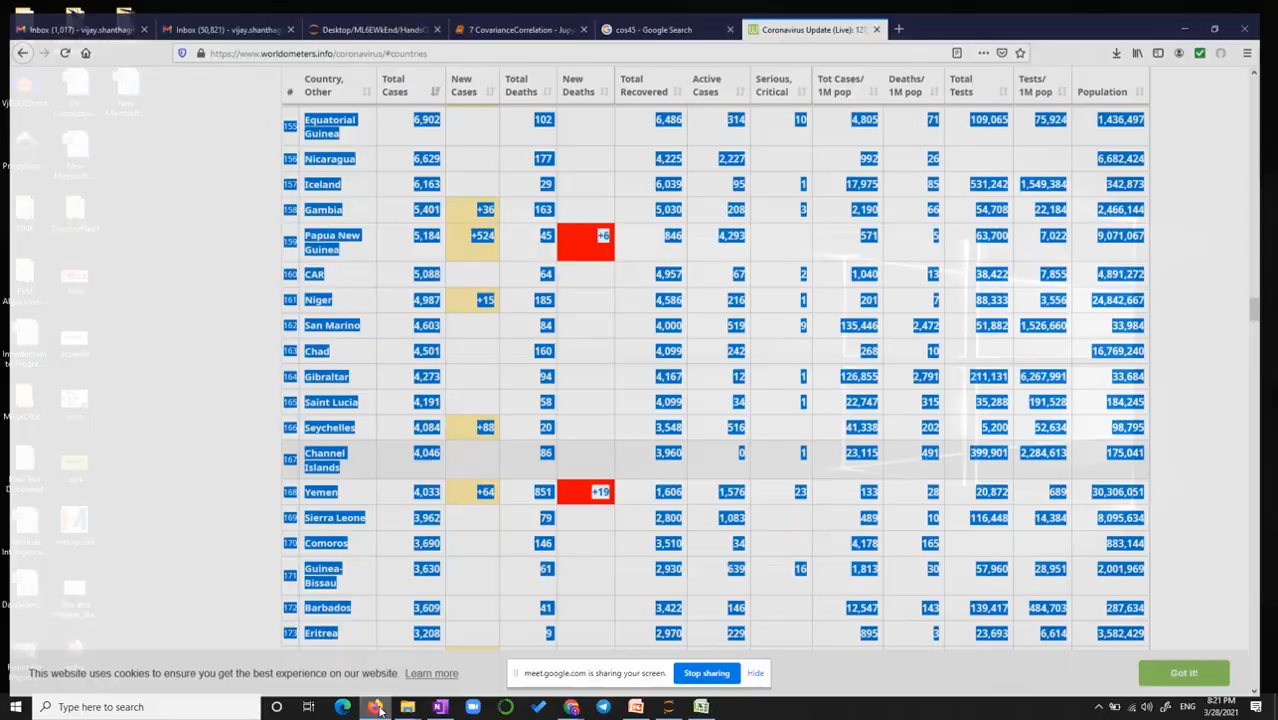 Inbox (1,017) - vijay.shanthag
Inbox (50,821) - vijay.shanthag
Desktop/ML6EWkEnd/HandsO
7 CovarianceCorrelation - Jup
cos45 - Google Search
Coronavirus Update (Live): 127
https://www.worldometers.info/coronavirus/#countries
# Country, Other Total Cases New Cases Total Deaths New Deaths Total Recovered Active Cases Serious, Critical Tot Cases/ 1M pop Deaths/ 1M pop Total Tests Tests/ 1M pop Population
155 Equatorial Guinea 6,902 102 6,486 314 10 4,805 71 109,065 75,924 1,436,497
156 Nicaragua 6,629 177 4,225 2,227 992 26 6,682,424
157 Iceland 6,163 29 6,039 95 1 17,975 85 531,242 1,549,384 342,873
158 Gambia 5,401 +36 163 5,030 208 3 2,190 66 54,708 22,184 2,466,144
159 Papua New Guinea 5,184 +524 45 +6 846 4,293 571 5 63,700 7,022 9,071,067
160 CAR 5,088 64 4,957 67 2 1,040 13 38,422 7,855 4,891,272
161 Niger 4,987 +15 185 4,586 216 1 201 7 88,333 3,556 24,842,667
162 San Marino 4,603 84 4,000 519 9 135,446 2,472 51,882 1,526,660 33,984
163 Chad 4,501 160 4,099 242 268 10 16,769,240
164 Gibraltar 4,273 94 4,167 12 1 126,855 2,791 211,131 6,267,991 33,684
165 Saint Lucia 4,191 58 4,099 34 1 22,747 315 35,288 191,528 184,245
166 Seychelles 4,084 +88 20 3,548 516 41,338 202 5,200 52,634 98,795
167 Channel Islands 4,046 86 3,960 0 1 23,115 491 399,901 2,284,613 175,041
168 Yemen 4,033 +64 851 +19 1,606 1,576 23 133 28 20,872 689 30,306,051
169 Sierra Leone 3,962 79 2,800 1,083 489 10 116,448 14,384 8,095,634
170 Comoros 3,690 146 3,510 34 4,178 165 883,144
171 Guinea-Bissau 3,630 61 2,930 639 16 1,813 30 57,960 28,951 2,001,969
172 Barbados 3,609 41 3,422 146 12,547 143 139,417 484,703 287,634
173 Eritrea 3,208 9 2,970 229 895 3 23,693 6,614 3,582,429
This website uses cookies to ensure you get the best experience on our website. Learn more
meet.google.com is sharing your screen. Stop sharing Hide
Got it!
Type here to search
ENG
8:21 PM
3/28/2021